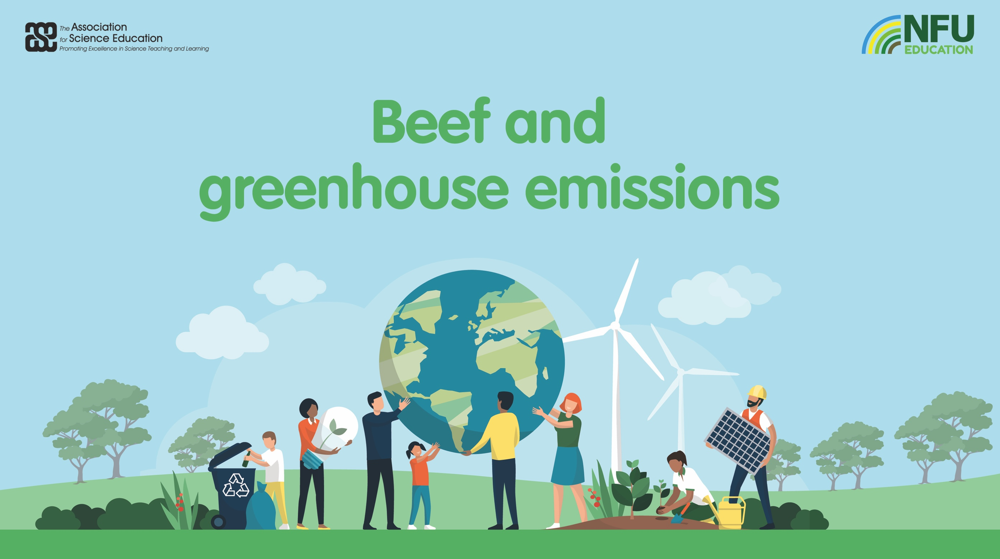 The Association
for Science Education
Promoting Excellence in Science Teaching and Learning
NFU
EDUCATION
Beef and
greenhouse emissions